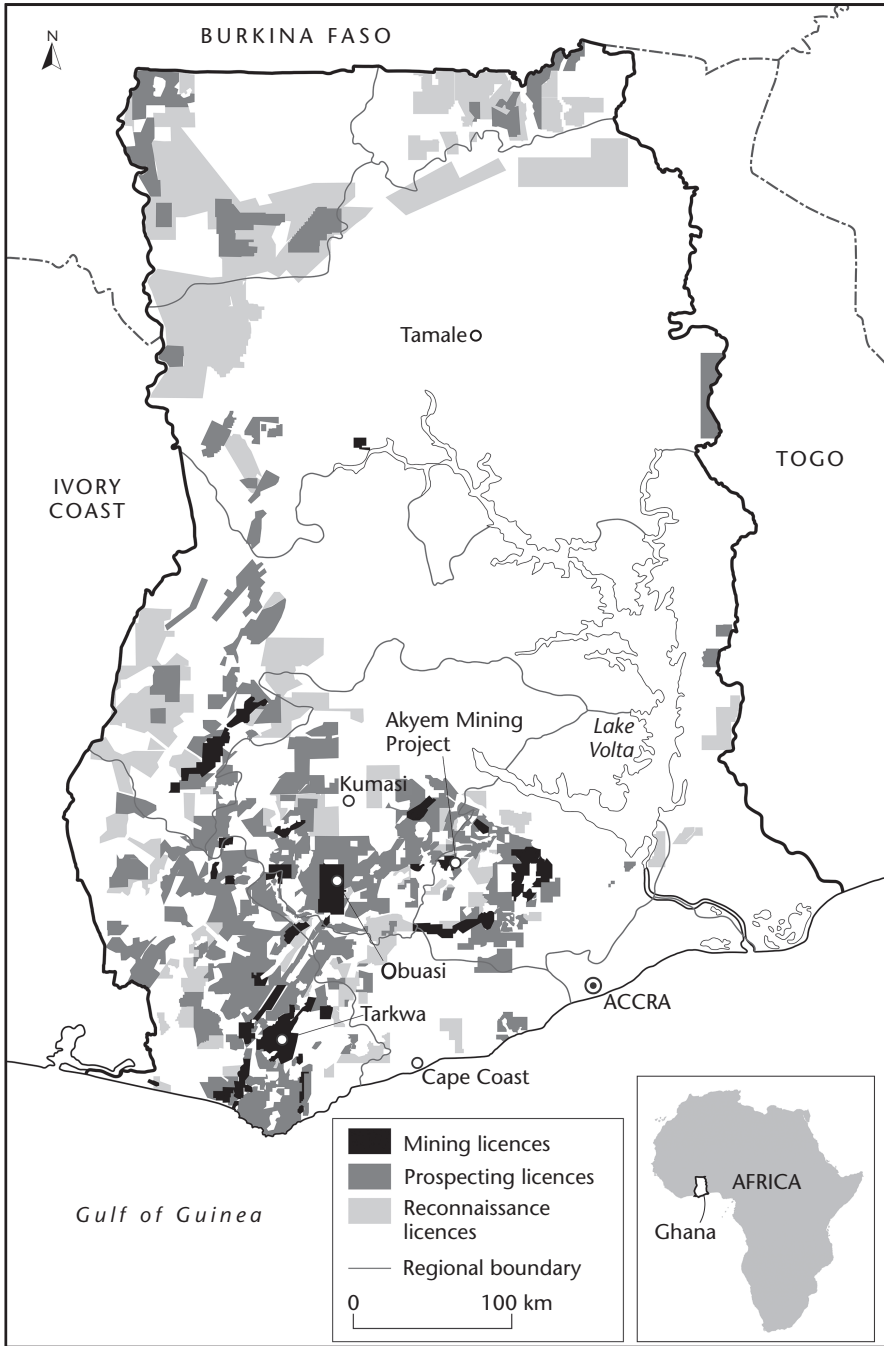 N
BURKINA FASO
Tamale
IVORY
COAST
TOGO
Akyem Mining
Project
Lake
Volta
Kumasi
Obuasi
ACCRA
Tarkwa
Cape Coast
Mining licences
Prospecting licences
Reconnaissance
licences
Regional boundary
0 100 km
Gulf of Guinea
AFRICA
Ghana